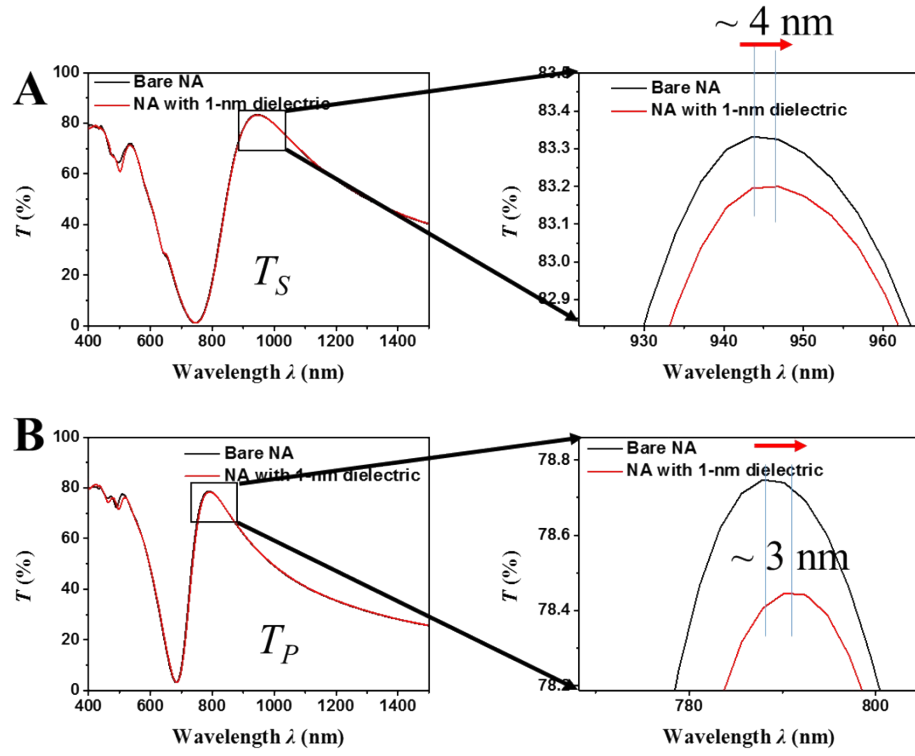 A
~ 4 nm
100
80
60
40
20
0
T (%)
Bare NA
NA with 1-nm dielectric
T_S
400 600 800 1000 1200 1400
Wavelength λ (nm)
83.5
83.4
83.3
83.2
83.1
83.0
82.9
T (%)
Bare NA
NA with 1-nm dielectric
930 940 950 960
Wavelength λ (nm)
B
100
80
60
40
20
0
T (%)
Bare NA
NA with 1-nm dielectric
T_P
400 600 800 1000 1200 1400
Wavelength λ (nm)
78.8
78.6
78.4
78.2
T (%)
Bare NA
NA with 1-nm dielectric
~ 3 nm
780 790 800
Wavelength λ (nm)